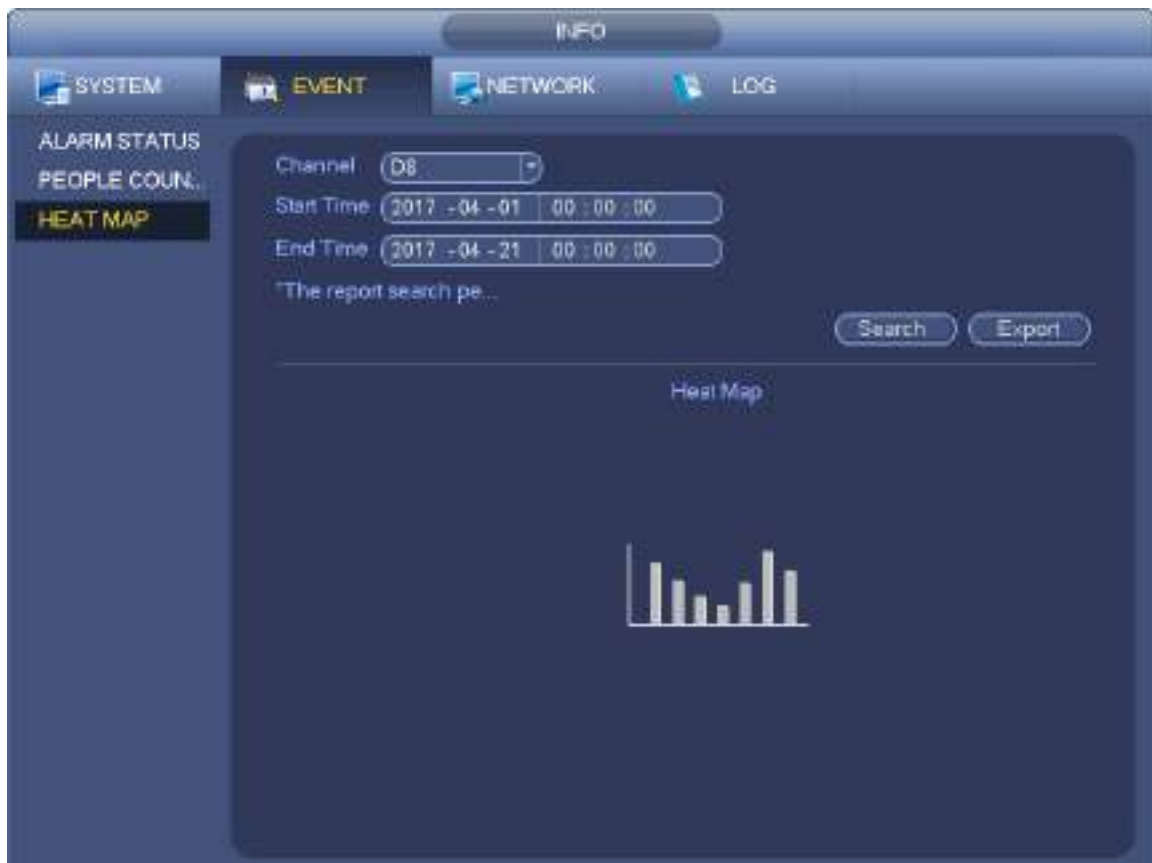 INFO
SYSTEM EVENT NETWORK LOG
ALARM STATUS
PEOPLE COUN..
HEAT MAP
Channel D8
Start Time 2017 -04 -01 00 : 00 : 00
End Time 2017 -04 -21 00 : 00 : 00
*The report search pe...
Search Export
Heat Map